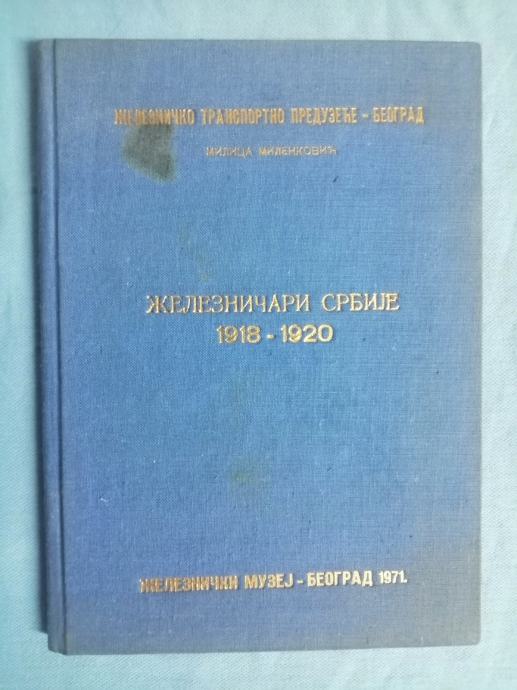 ЖЕЛЕЗНИЧКО ТРАНСПОРТНО ПРЕДУЗЕЋЕ - БЕОГРАД
МИЛИЦА МИЛЕНКОВИЋ
ЖЕЛЕЗНИЧАРИ СРБИЈЕ
1918 - 1920
ЖЕЛЕЗНИЧКИ МУЗЕЈ - БЕОГРАД 1971.